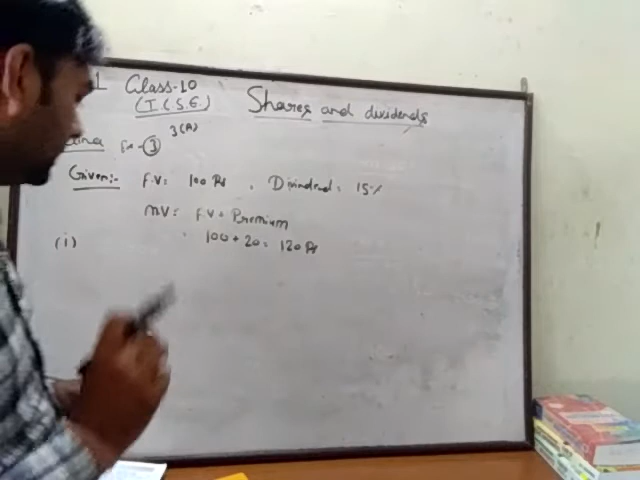 1 Class-10
(I.C.S.E.)
Shares and dividends
3(A)
Ex-3
Given:- F.V= 100 Rs , Dividend= 15%
MV= F.V+ Premium
= 100 + 20= 120 Rs
(i)